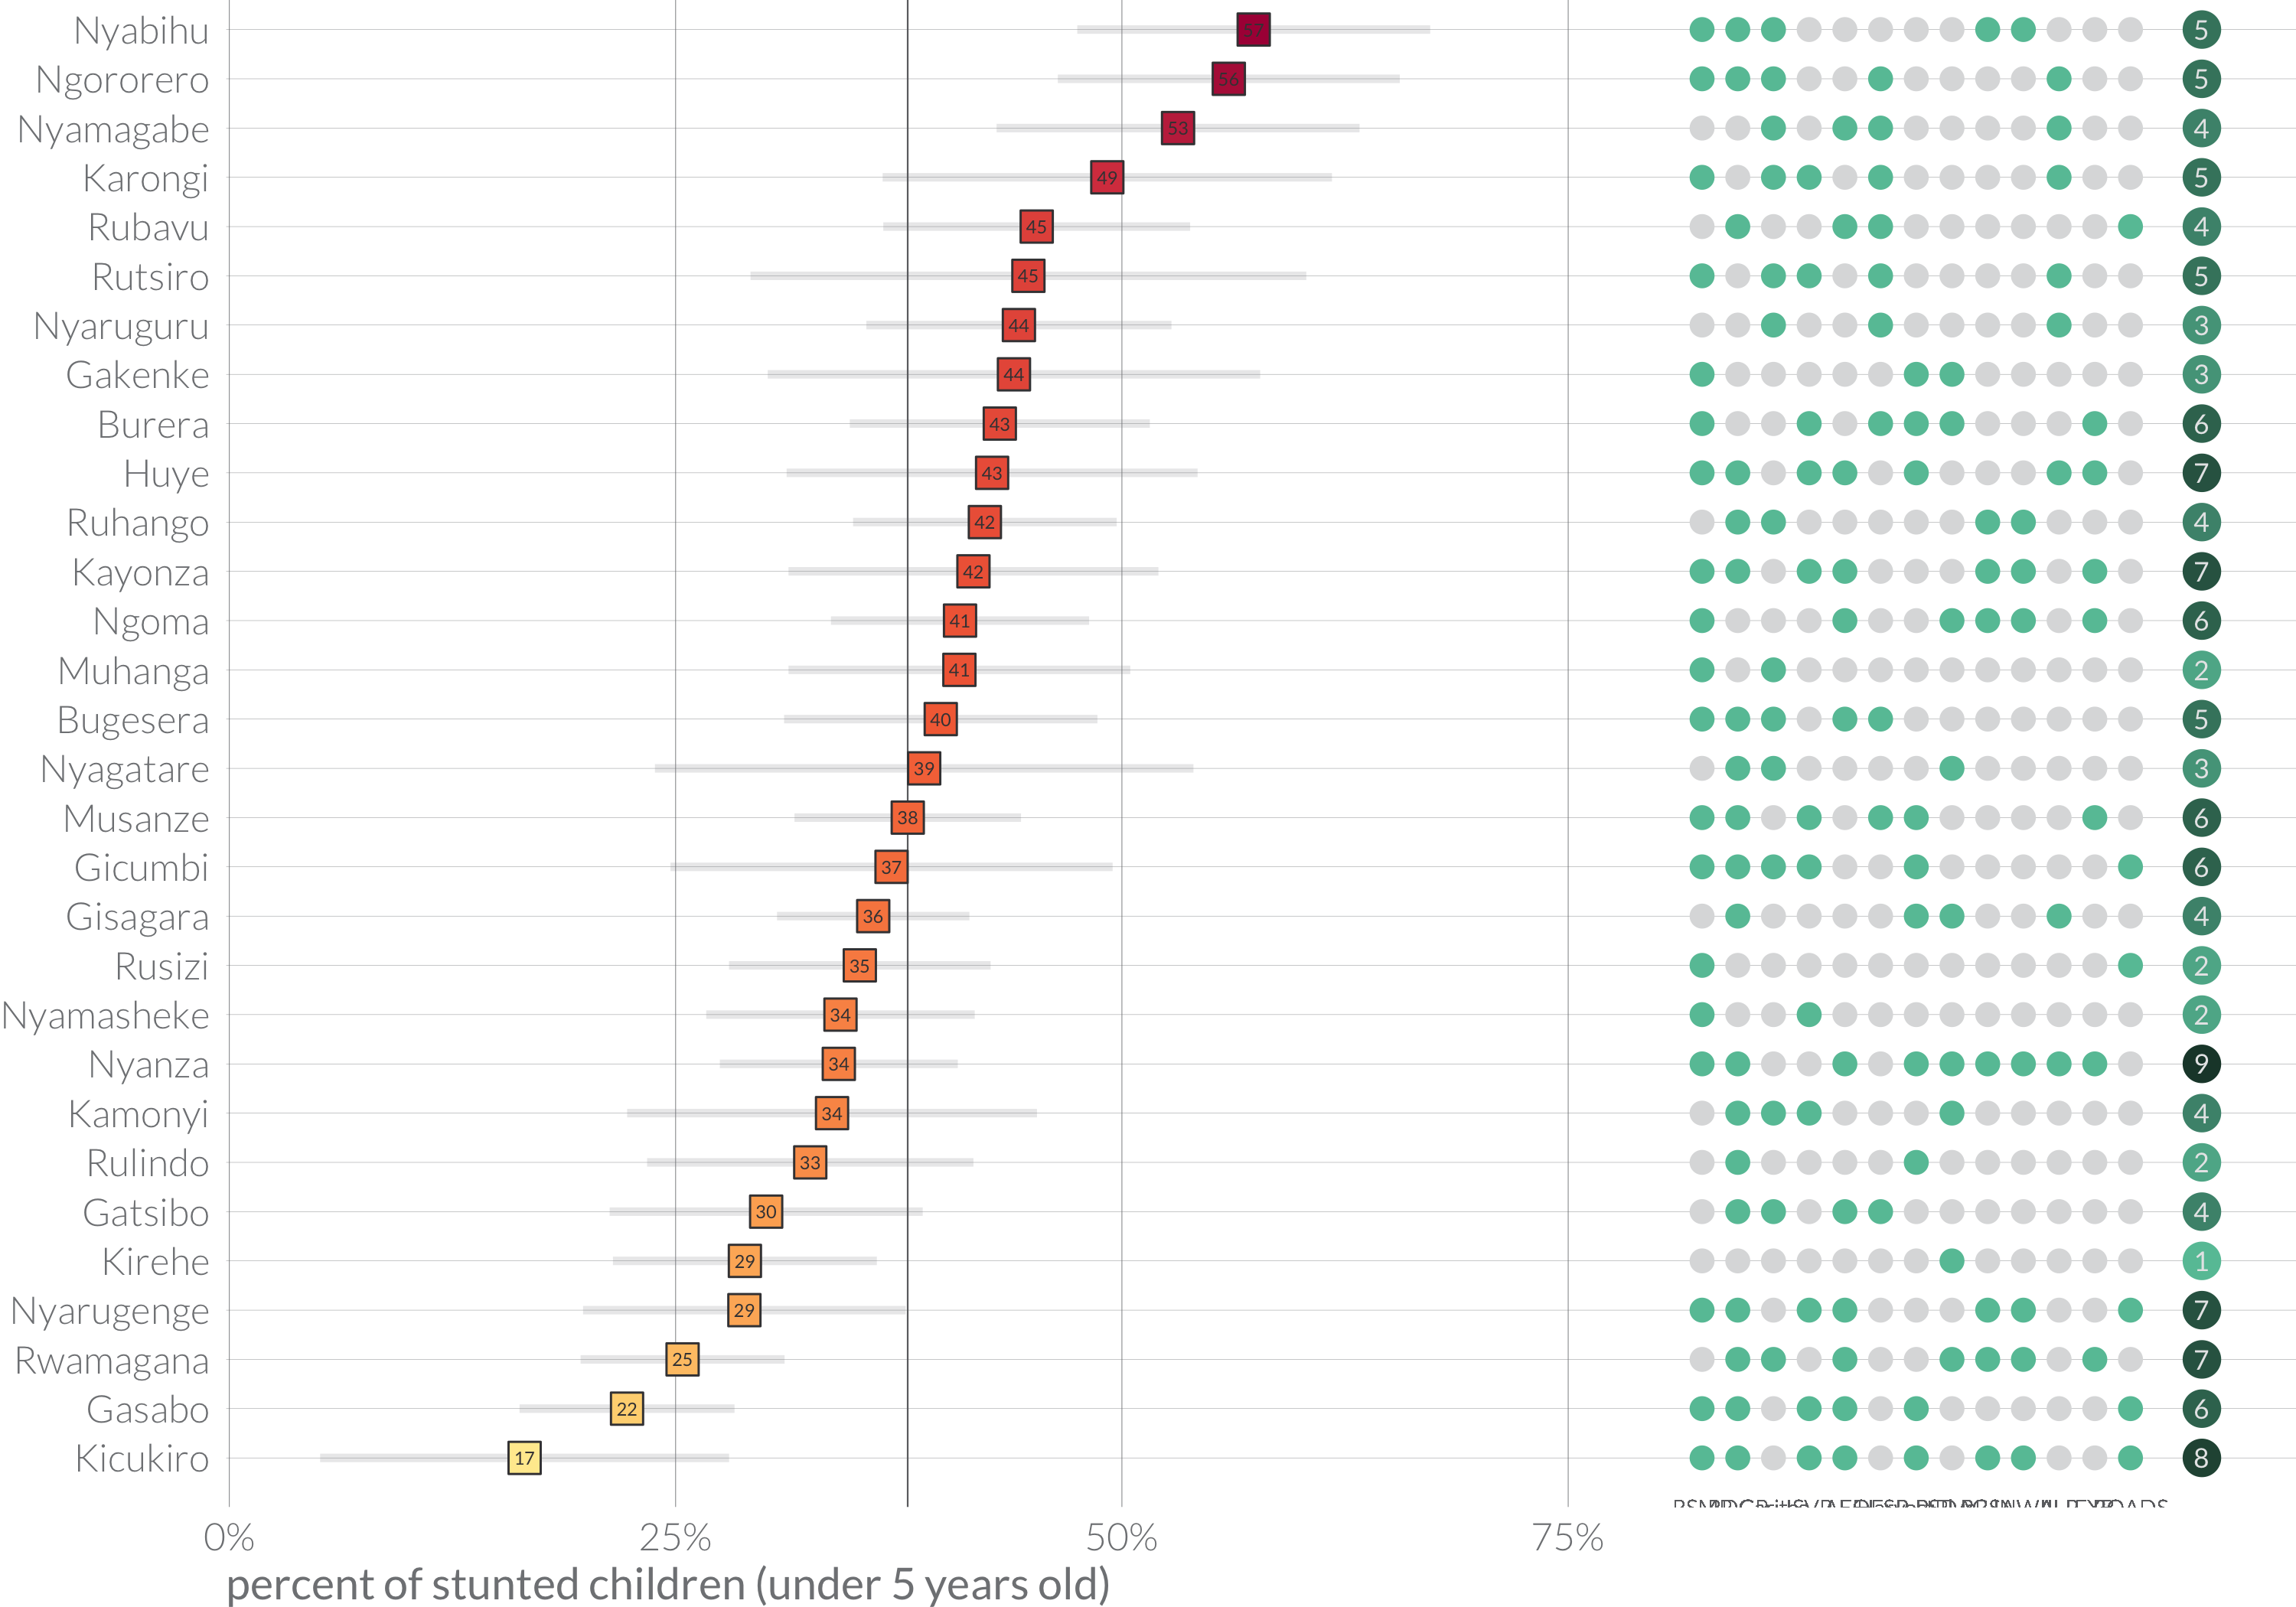 Nyabihu 57 5
Ngororero 56 5
Nyamagabe 53 4
Karongi 49 5
Rubavu 45 4
Rutsiro 45 5
Nyaruguru 44 3
Gakenke 44 3
Burera 43 6
Huye 43 7
Ruhango 42 4
Kayonza 42 7
Ngoma 41 6
Muhanga 41 2
Bugesera 40 5
Nyagatare 39 3
Musanze 38 6
Gicumbi 37 6
Gisagara 36 4
Rusizi 35 2
Nyamasheke 34 2
Nyanza 34 9
Kamonyi 34 4
Rulindo 33 2
Gatsibo 30 4
Kirehe 29 1
Nyarugenge 29 7
Rwamagana 25 7
Gasabo 22 6
Kicukiro 17 8
0% 25% 50% 75%
percent of stunted children (under 5 years old)